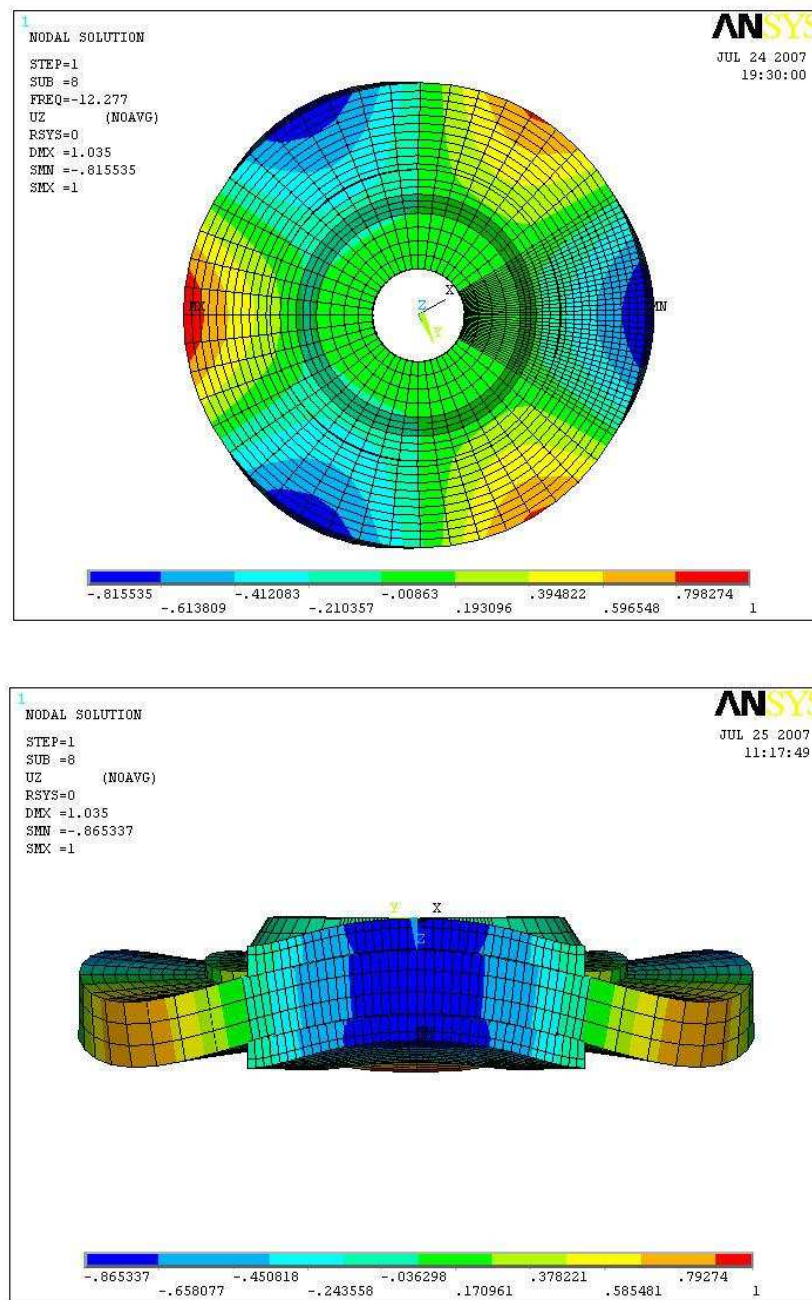 1
NODAL SOLUTION
STEP=1
SUB =8
FREQ=-12.277
UZ (NOAVG)
RSYS=0
DMX =1.035
SMN =-.815535
SMX =1
ANSYS
JUL 24 2007
19:30:00
MX
Z
X
Y
MN
-.815535 -.412083 -.00863 .394822 .798274
-.613809 -.210357 .193096 .596548 1
1
NODAL SOLUTION
STEP=1
SUB =8
UZ (NOAVG)
RSYS=0
DMX =1.035
SMN =-.865337
SMX =1
ANSYS
JUL 25 2007
11:17:49
Y X
Z
-.865337 -.450818 -.036298 .378221 .79274
-.658077 -.243558 .170961 .585481 1